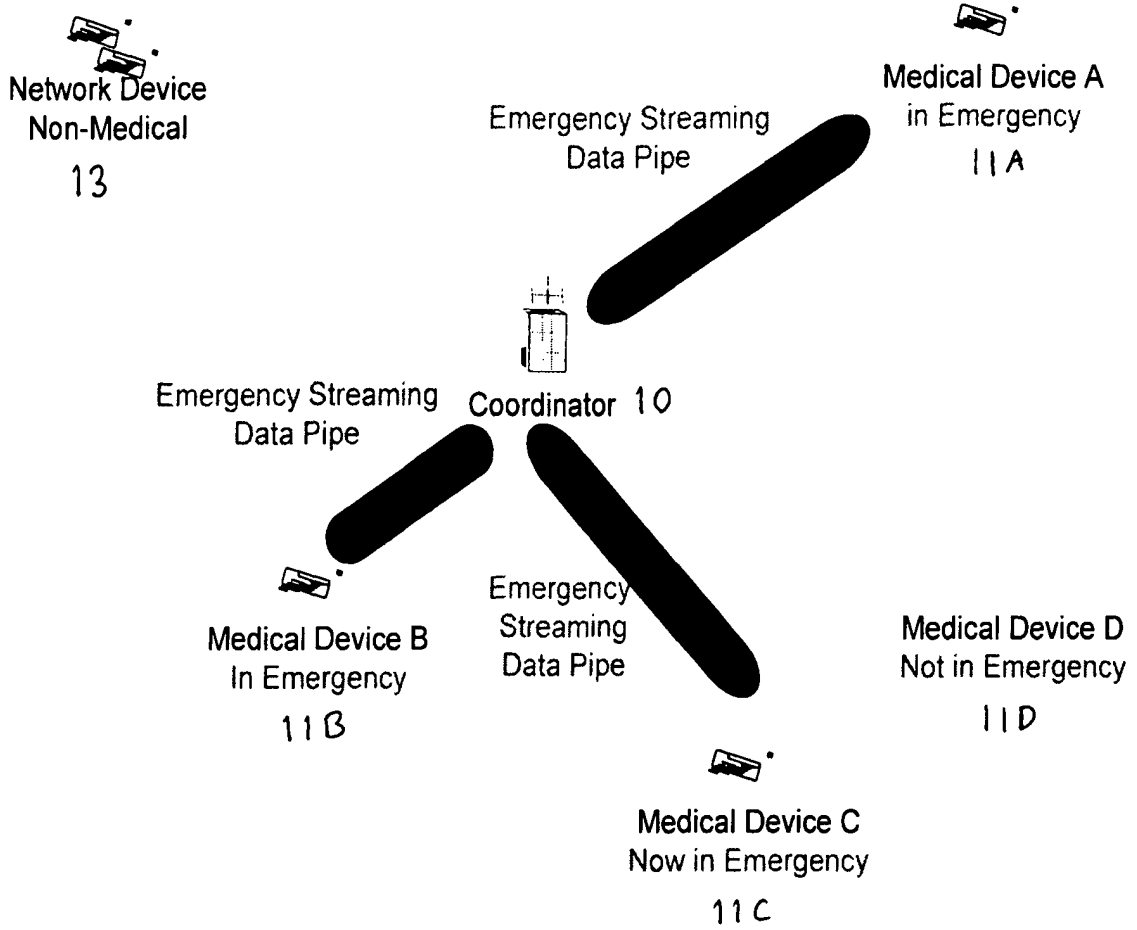 Network Device
Non-Medical
13
Medical Device A
in Emergency
11A
Emergency Streaming
Data Pipe
Emergency Streaming
Data Pipe
Coordinator 10
Medical Device B
In Emergency
11B
Emergency
Streaming
Data Pipe
Medical Device D
Not in Emergency
11D
Medical Device C
Now in Emergency
11C